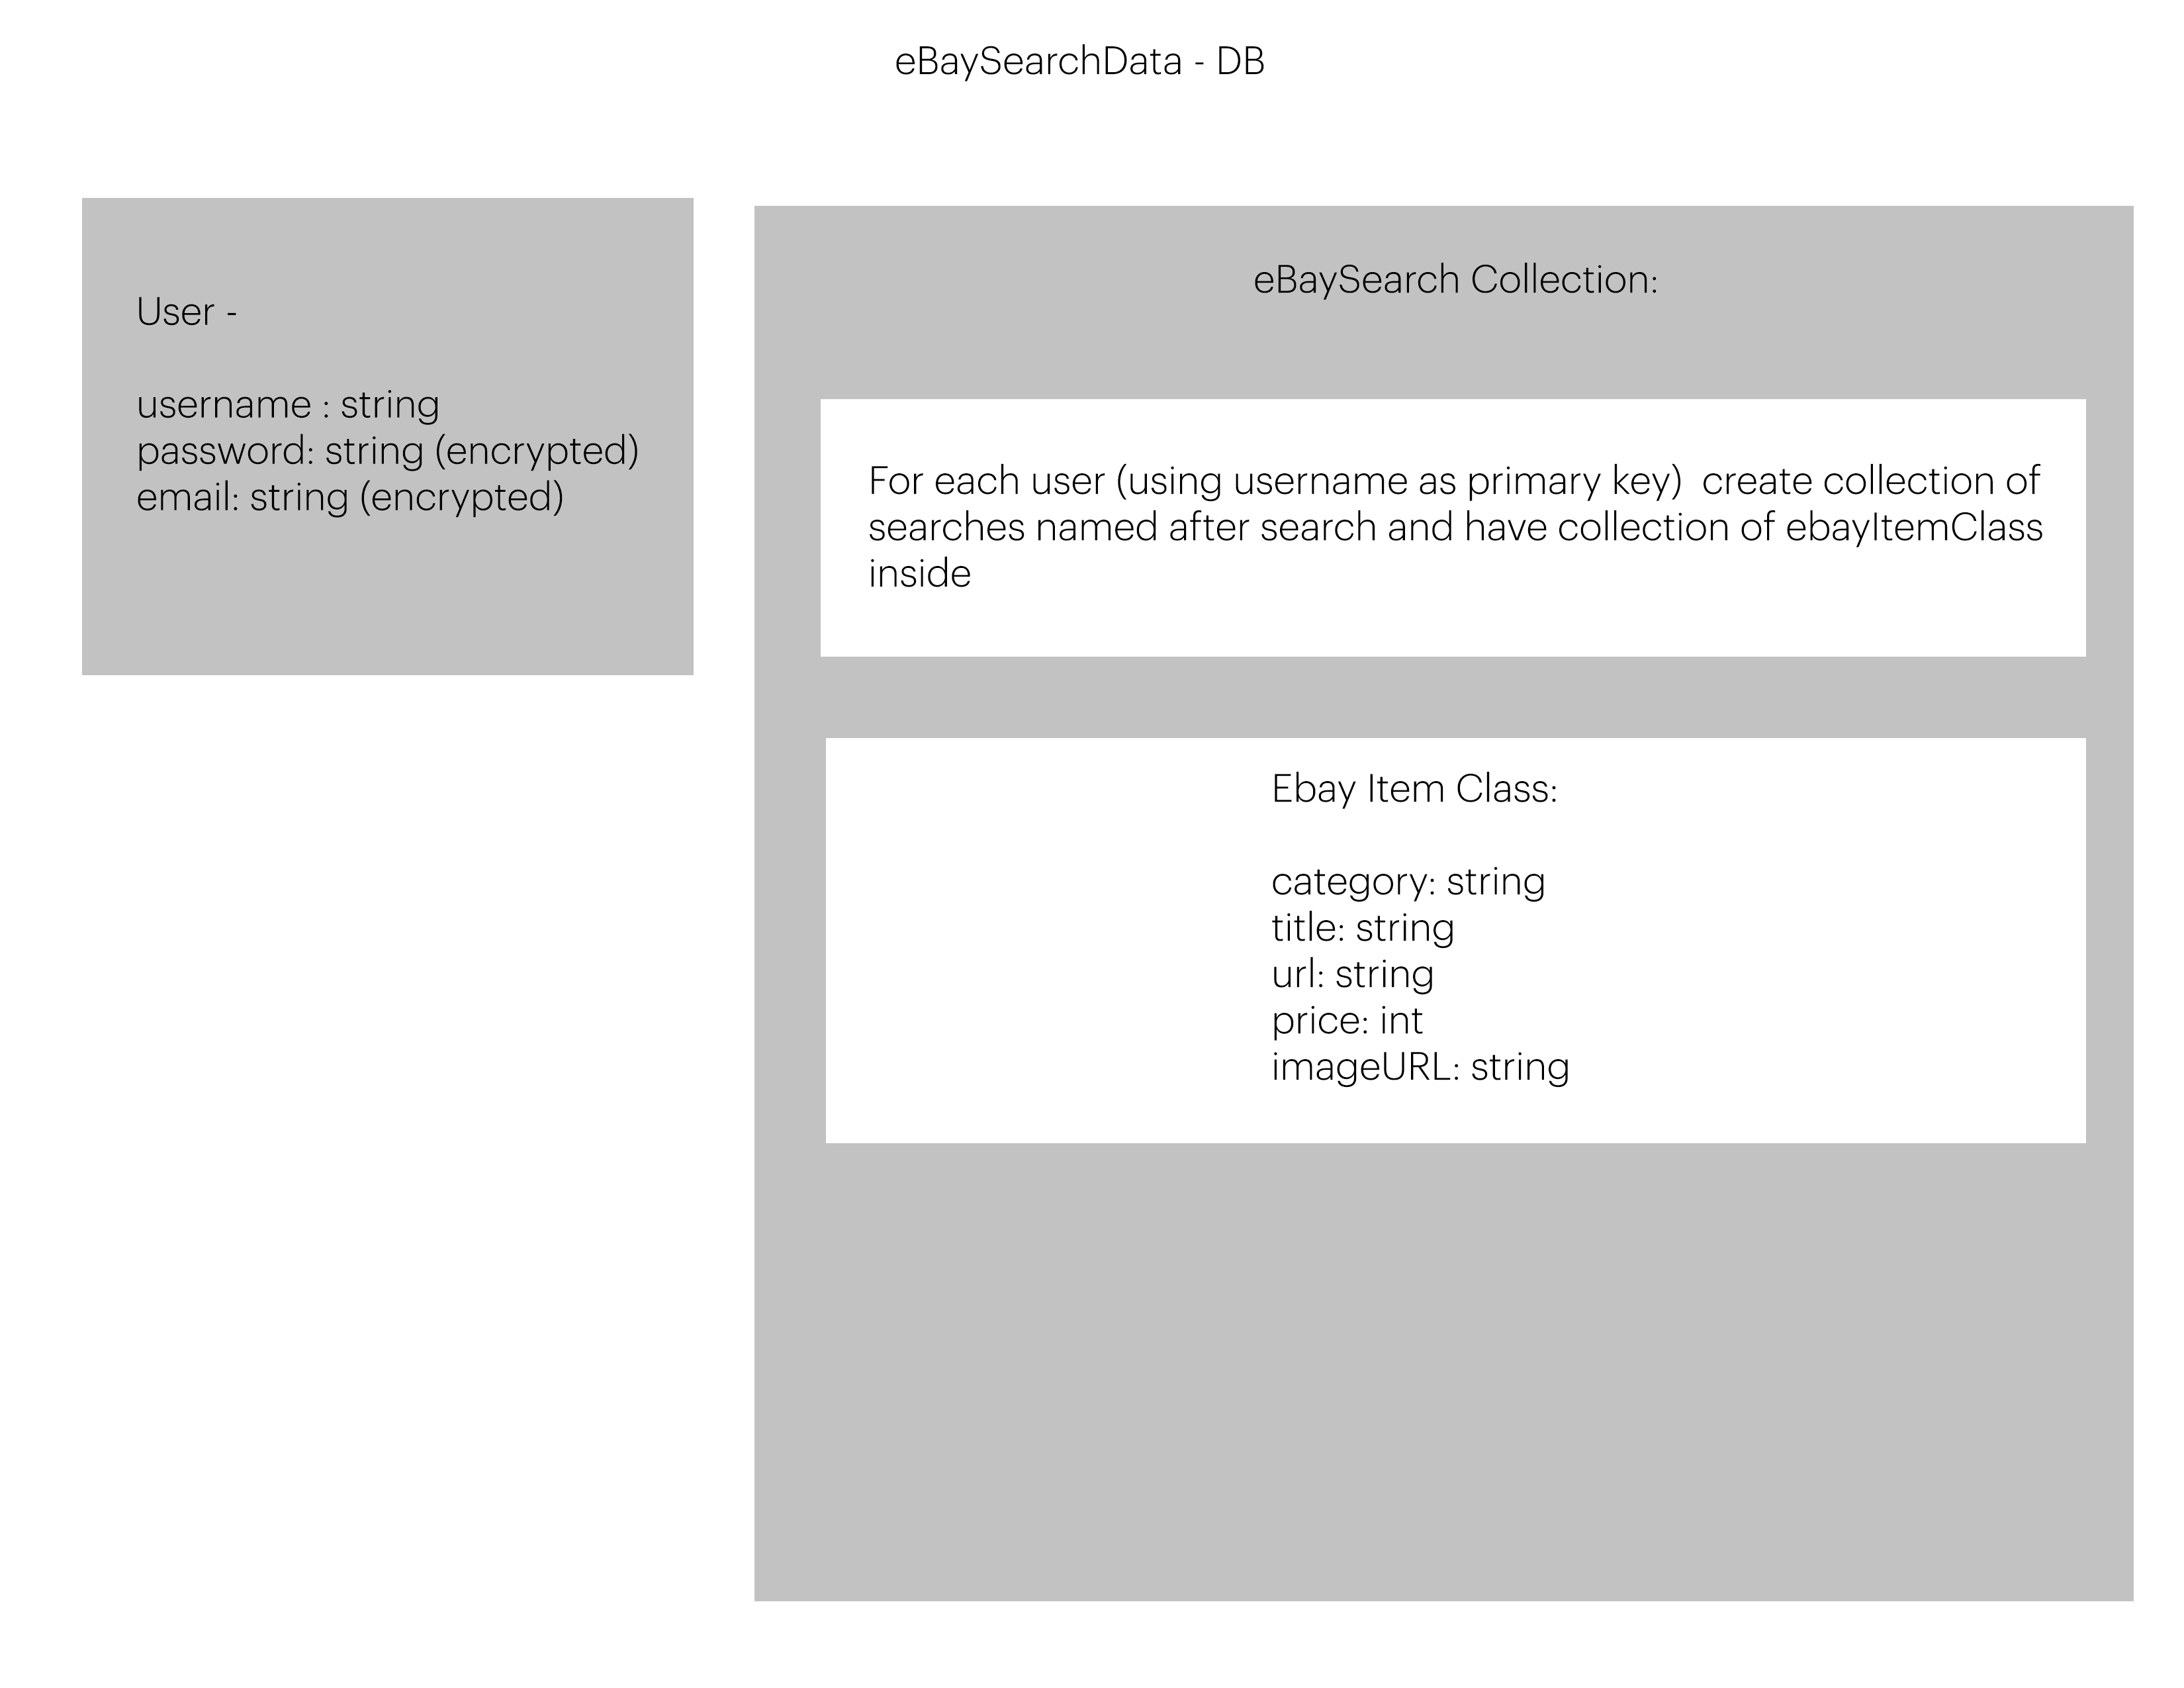 eBaySearchData - DB
User -
username : string
password: string (encrypted)
email: string (encrypted)
eBaySearch Collection:
For each user (using username as primary key)  create collection of
searches named after search and have collection of ebayItemClass
inside
Ebay Item Class:
category: string
title: string
url: string
price: int
imageURL: string